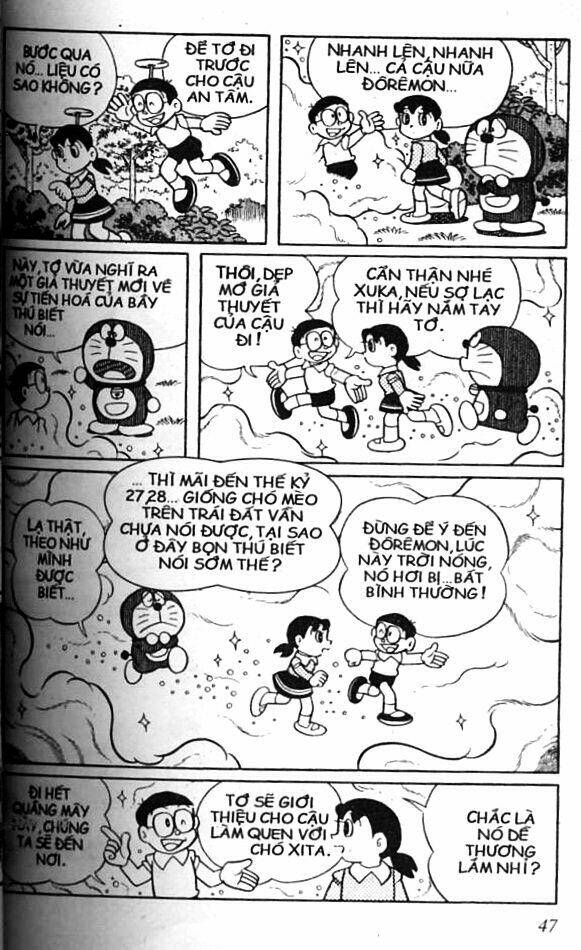 BƯỚC QUA
NÓ... LIỆU CÓ
SAO KHÔNG?
ĐỂ TỚ ĐI
TRƯỚC
CHO CẬU
AN TÂM.
NHANH LÊN, NHANH
LÊN... CẢ CẬU NỮA
ĐÔRÊMON...
NÀY, TỚ VỪA NGHĨ RA
MỘT GIẢ THUYẾT MỚI VỀ
SỰ TIẾN HOÁ CỦA BẦY
THÚ BIẾT
NÓI...
THÔI, DẸP
MỚ GIẢ
THUYẾT
CỦA CẬU
ĐI!
CẨN THẬN NHÉ
XUKA, NẾU SỢ LẠC
THÌ HÃY NẮM TAY
TỚ.
LẠ THẬT,
THEO NHƯ
MÌNH
ĐƯỢC
BIẾT...
... THÌ MÃI ĐẾN THẾ KỶ
27,28... GIỐNG CHÓ MÈO
TRÊN TRÁI ĐẤT VẪN
CHƯA NÓI ĐƯỢC, TẠI SAO
Ở ĐÂY BỌN THÚ BIẾT
NÓI SỚM THẾ?
ĐỪNG ĐỂ Ý ĐẾN
ĐÔRÊMON, LÚC
NÀY TRỜI NÓNG,
NÓ HƠI BỊ... BẤT
BÌNH THƯỜNG!
ĐI HẾT
QUÃNG MÂY
NÀY, CHÚNG
TA SẼ ĐẾN
NƠI.
TỚ SẼ GIỚI
THIỆU CHO CẬU
LÀM QUEN VỚI
CHÓ XITA.
CHẮC LÀ
NÓ DỄ
THƯƠNG
LẮM NHỈ?
47